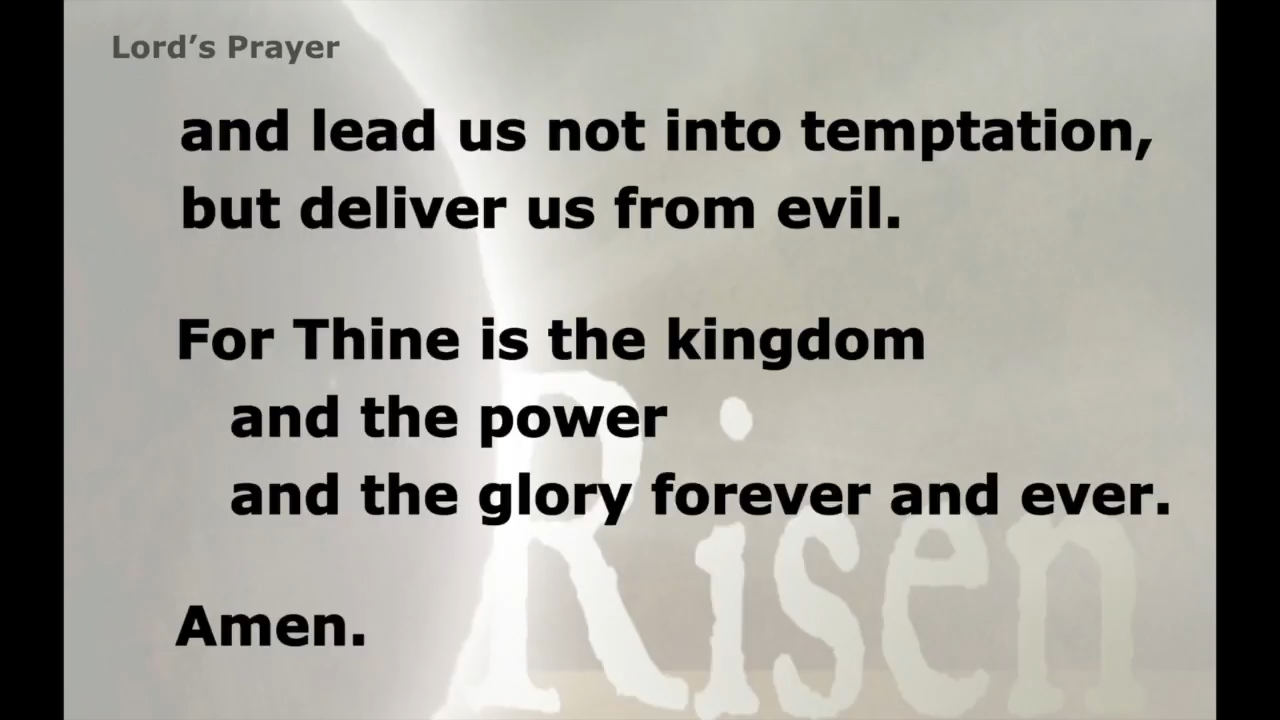 Lord’s Prayer
and lead us not into temptation,
but deliver us from evil.
For Thine is the kingdom
and the power
and the glory forever and ever.
Amen.
Risen